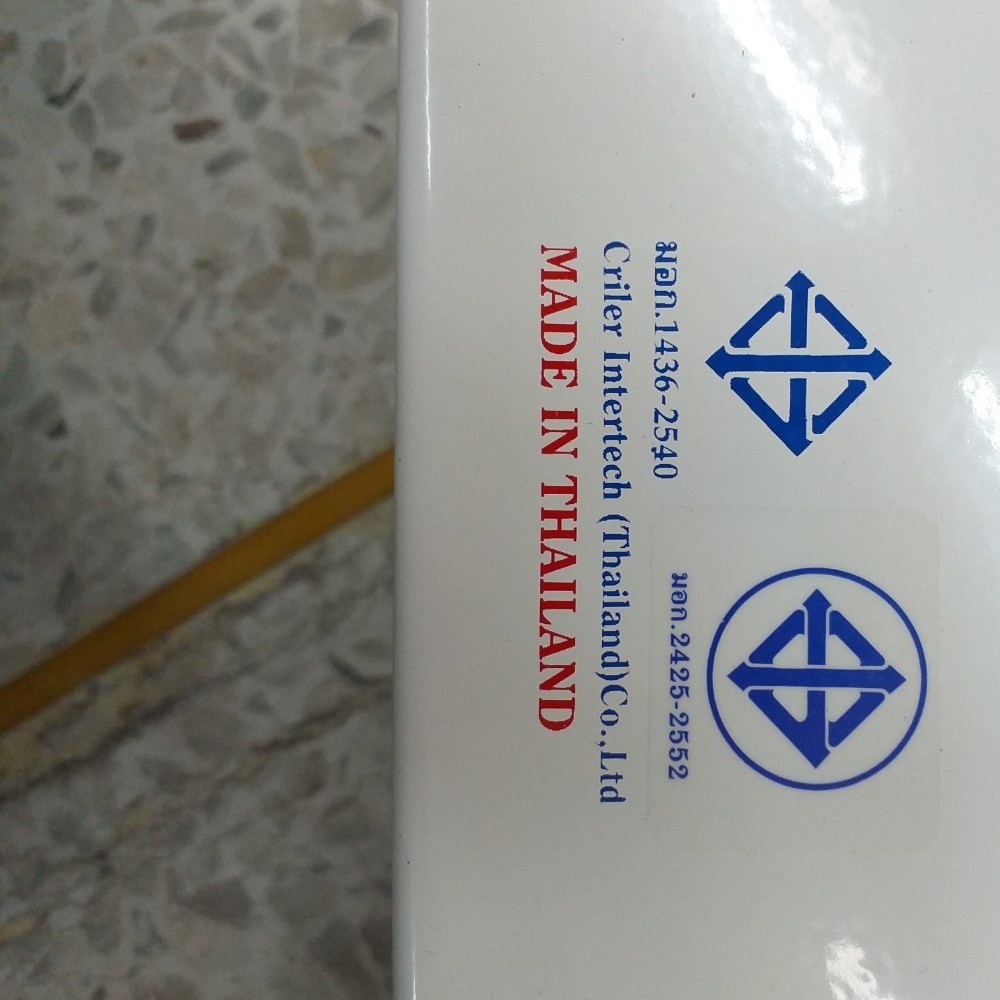 มอก.1436-2540
มอก.2425-2552
Criler Intertech (Thailand)Co.,Ltd
MADE IN THAILAND